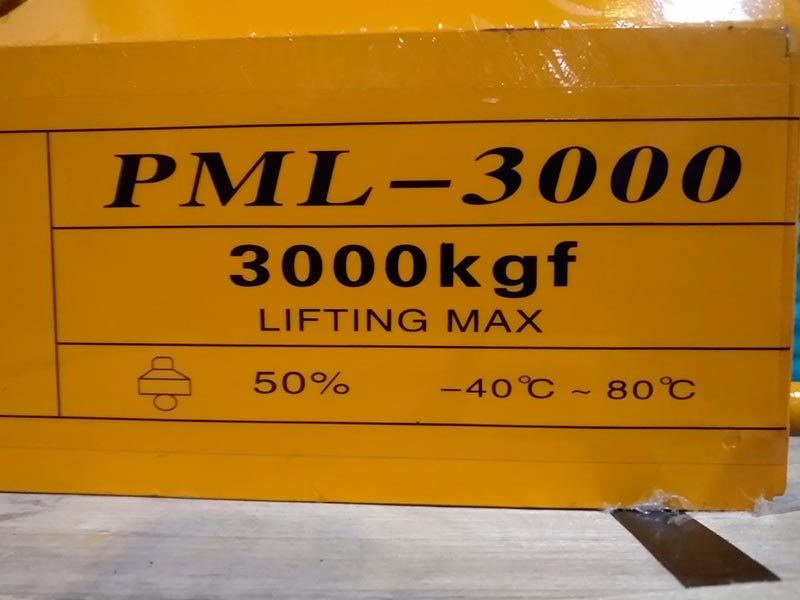 PML-3000
3000kgf
LIFTING MAX
50% -40℃ ~ 80℃